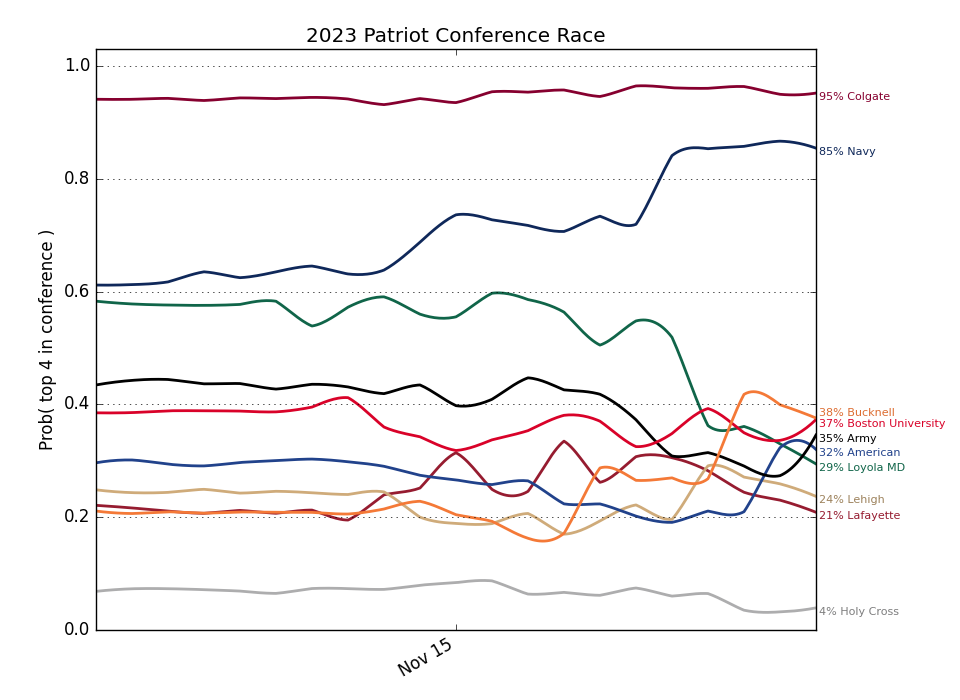 2023 Patriot Conference Race
Prob( top 4 in conference )
1.0
0.8
0.6
0.4
0.2
0.0
Nov 15
95% Colgate
85% Navy
38% Bucknell
37% Boston University
35% Army
32% American
29% Loyola MD
24% Lehigh
21% Lafayette
4% Holy Cross